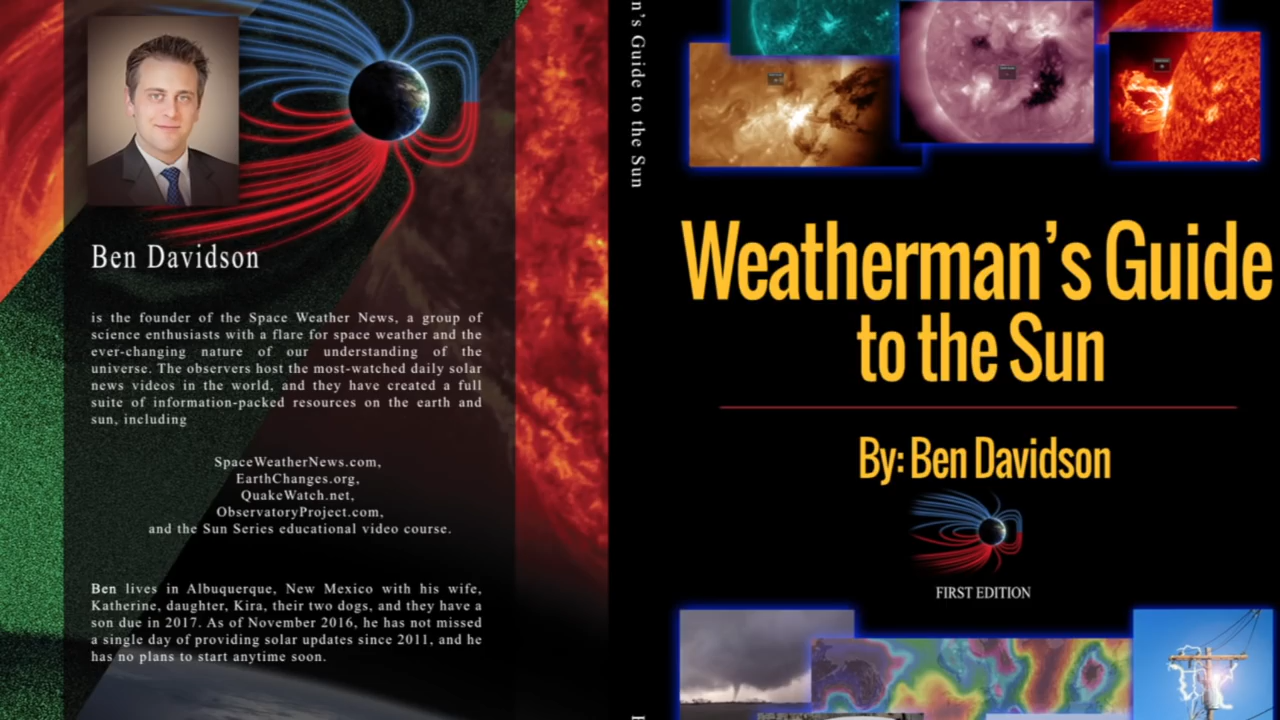 Ben Davidson
is the founder of the Space Weather News, a group of
science enthusiasts with a flare for space weather and the
ever-changing nature of our understanding of the
universe. The observers host the most-watched daily solar
news videos in the world, and they have created a full
suite of information-packed resources on the earth and
sun, including
SpaceWeatherNews.com,
EarthChanges.org,
QuakeWatch.net,
ObservatoryProject.com,
and the Sun Series educational video course.
Ben lives in Albuquerque, New Mexico with his wife,
Katherine, daughter, Kira, their two dogs, and they have a
son due in 2017. As of November 2016, he has not missed
a single day of providing solar updates since 2011, and he
has no plans to start anytime soon.
n's Guide to the Sun
Weatherman's Guide
to the Sun
By: Ben Davidson
FIRST EDITION